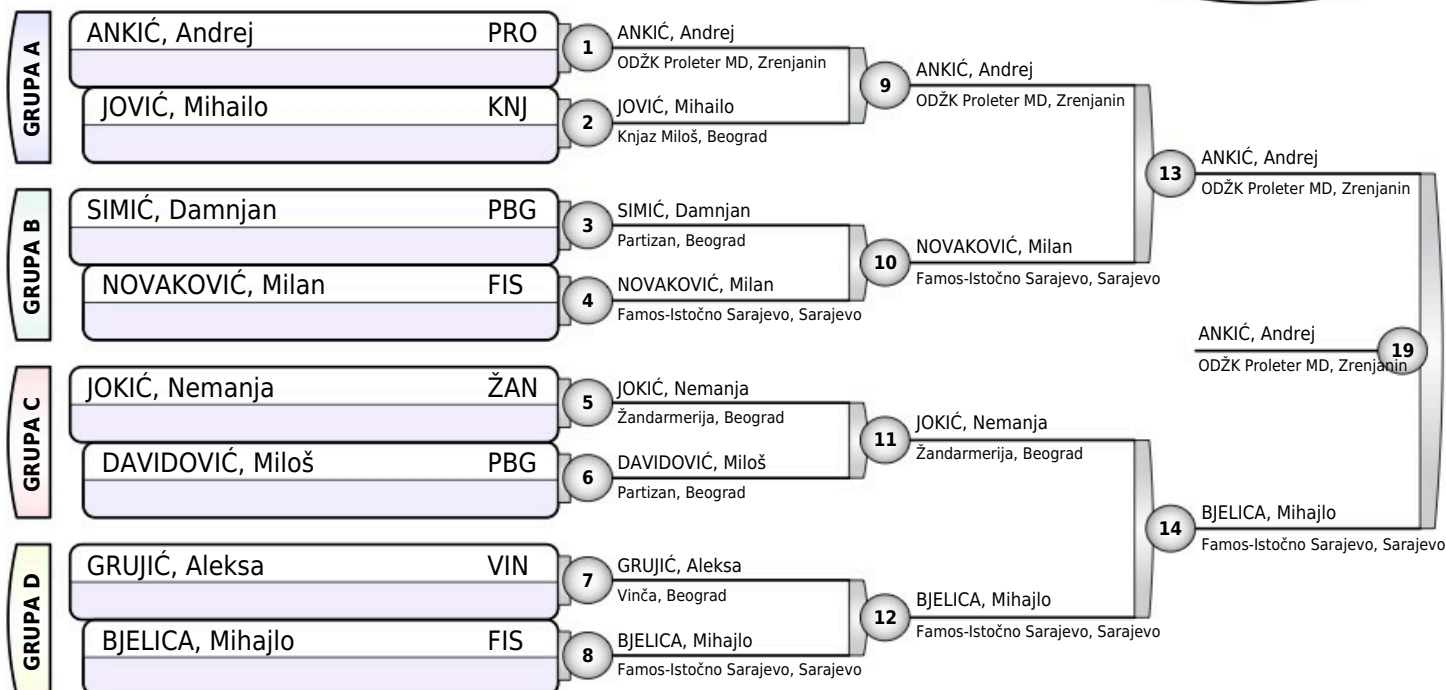 GRUPA A
ANKIĆ, Andrej PRO
JOVIĆ, Mihailo KNJ
GRUPA B
SIMIĆ, Damnjan PBG
NOVAKOVIĆ, Milan FIS
GRUPA C
JOKIĆ, Nemanja ŽAN
DAVIDOVIĆ, Miloš PBG
GRUPA D
GRUJIĆ, Aleksa VIN
BJELICA, Mihajlo FIS
1
ANKIĆ, Andrej
ODŽK Proleter MD, Zrenjanin
2
JOVIĆ, Mihailo
Knjaz Miloš, Beograd
3
SIMIĆ, Damnjan
Partizan, Beograd
4
NOVAKOVIĆ, Milan
Famos-Istočno Sarajevo, Sarajevo
5
JOKIĆ, Nemanja
Žandarmerija, Beograd
6
DAVIDOVIĆ, Miloš
Partizan, Beograd
7
GRUJIĆ, Aleksa
Vinča, Beograd
8
BJELICA, Mihajlo
Famos-Istočno Sarajevo, Sarajevo
9
ANKIĆ, Andrej
ODŽK Proleter MD, Zrenjanin
10
NOVAKOVIĆ, Milan
Famos-Istočno Sarajevo, Sarajevo
11
JOKIĆ, Nemanja
Žandarmerija, Beograd
12
BJELICA, Mihajlo
Famos-Istočno Sarajevo, Sarajevo
13
ANKIĆ, Andrej
ODŽK Proleter MD, Zrenjanin
14
BJELICA, Mihajlo
Famos-Istočno Sarajevo, Sarajevo
ANKIĆ, Andrej
19
ODŽK Proleter MD, Zrenjanin